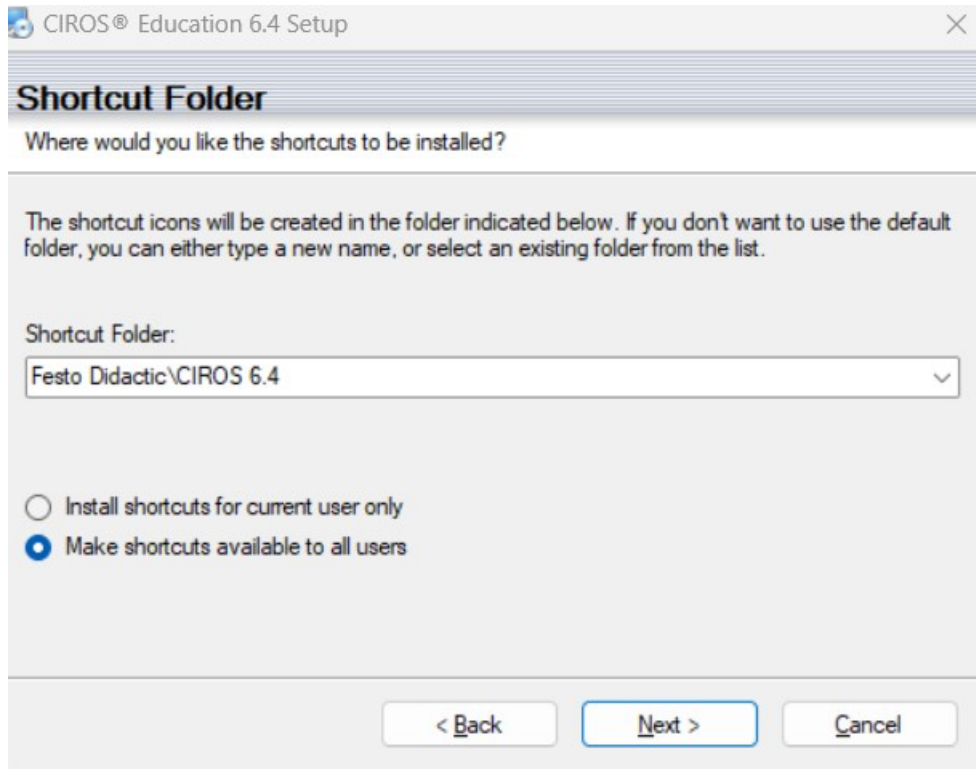 CIROS® Education 6.4 Setup
Shortcut Folder
Where would you like the shortcuts to be installed?
The shortcut icons will be created in the folder indicated below. If you don't want to use the default
folder, you can either type a new name, or select an existing folder from the list.
Shortcut Folder:
Festo Didactic\CIROS 6.4
Install shortcuts for current user only
Make shortcuts available to all users
< Back Next > Cancel